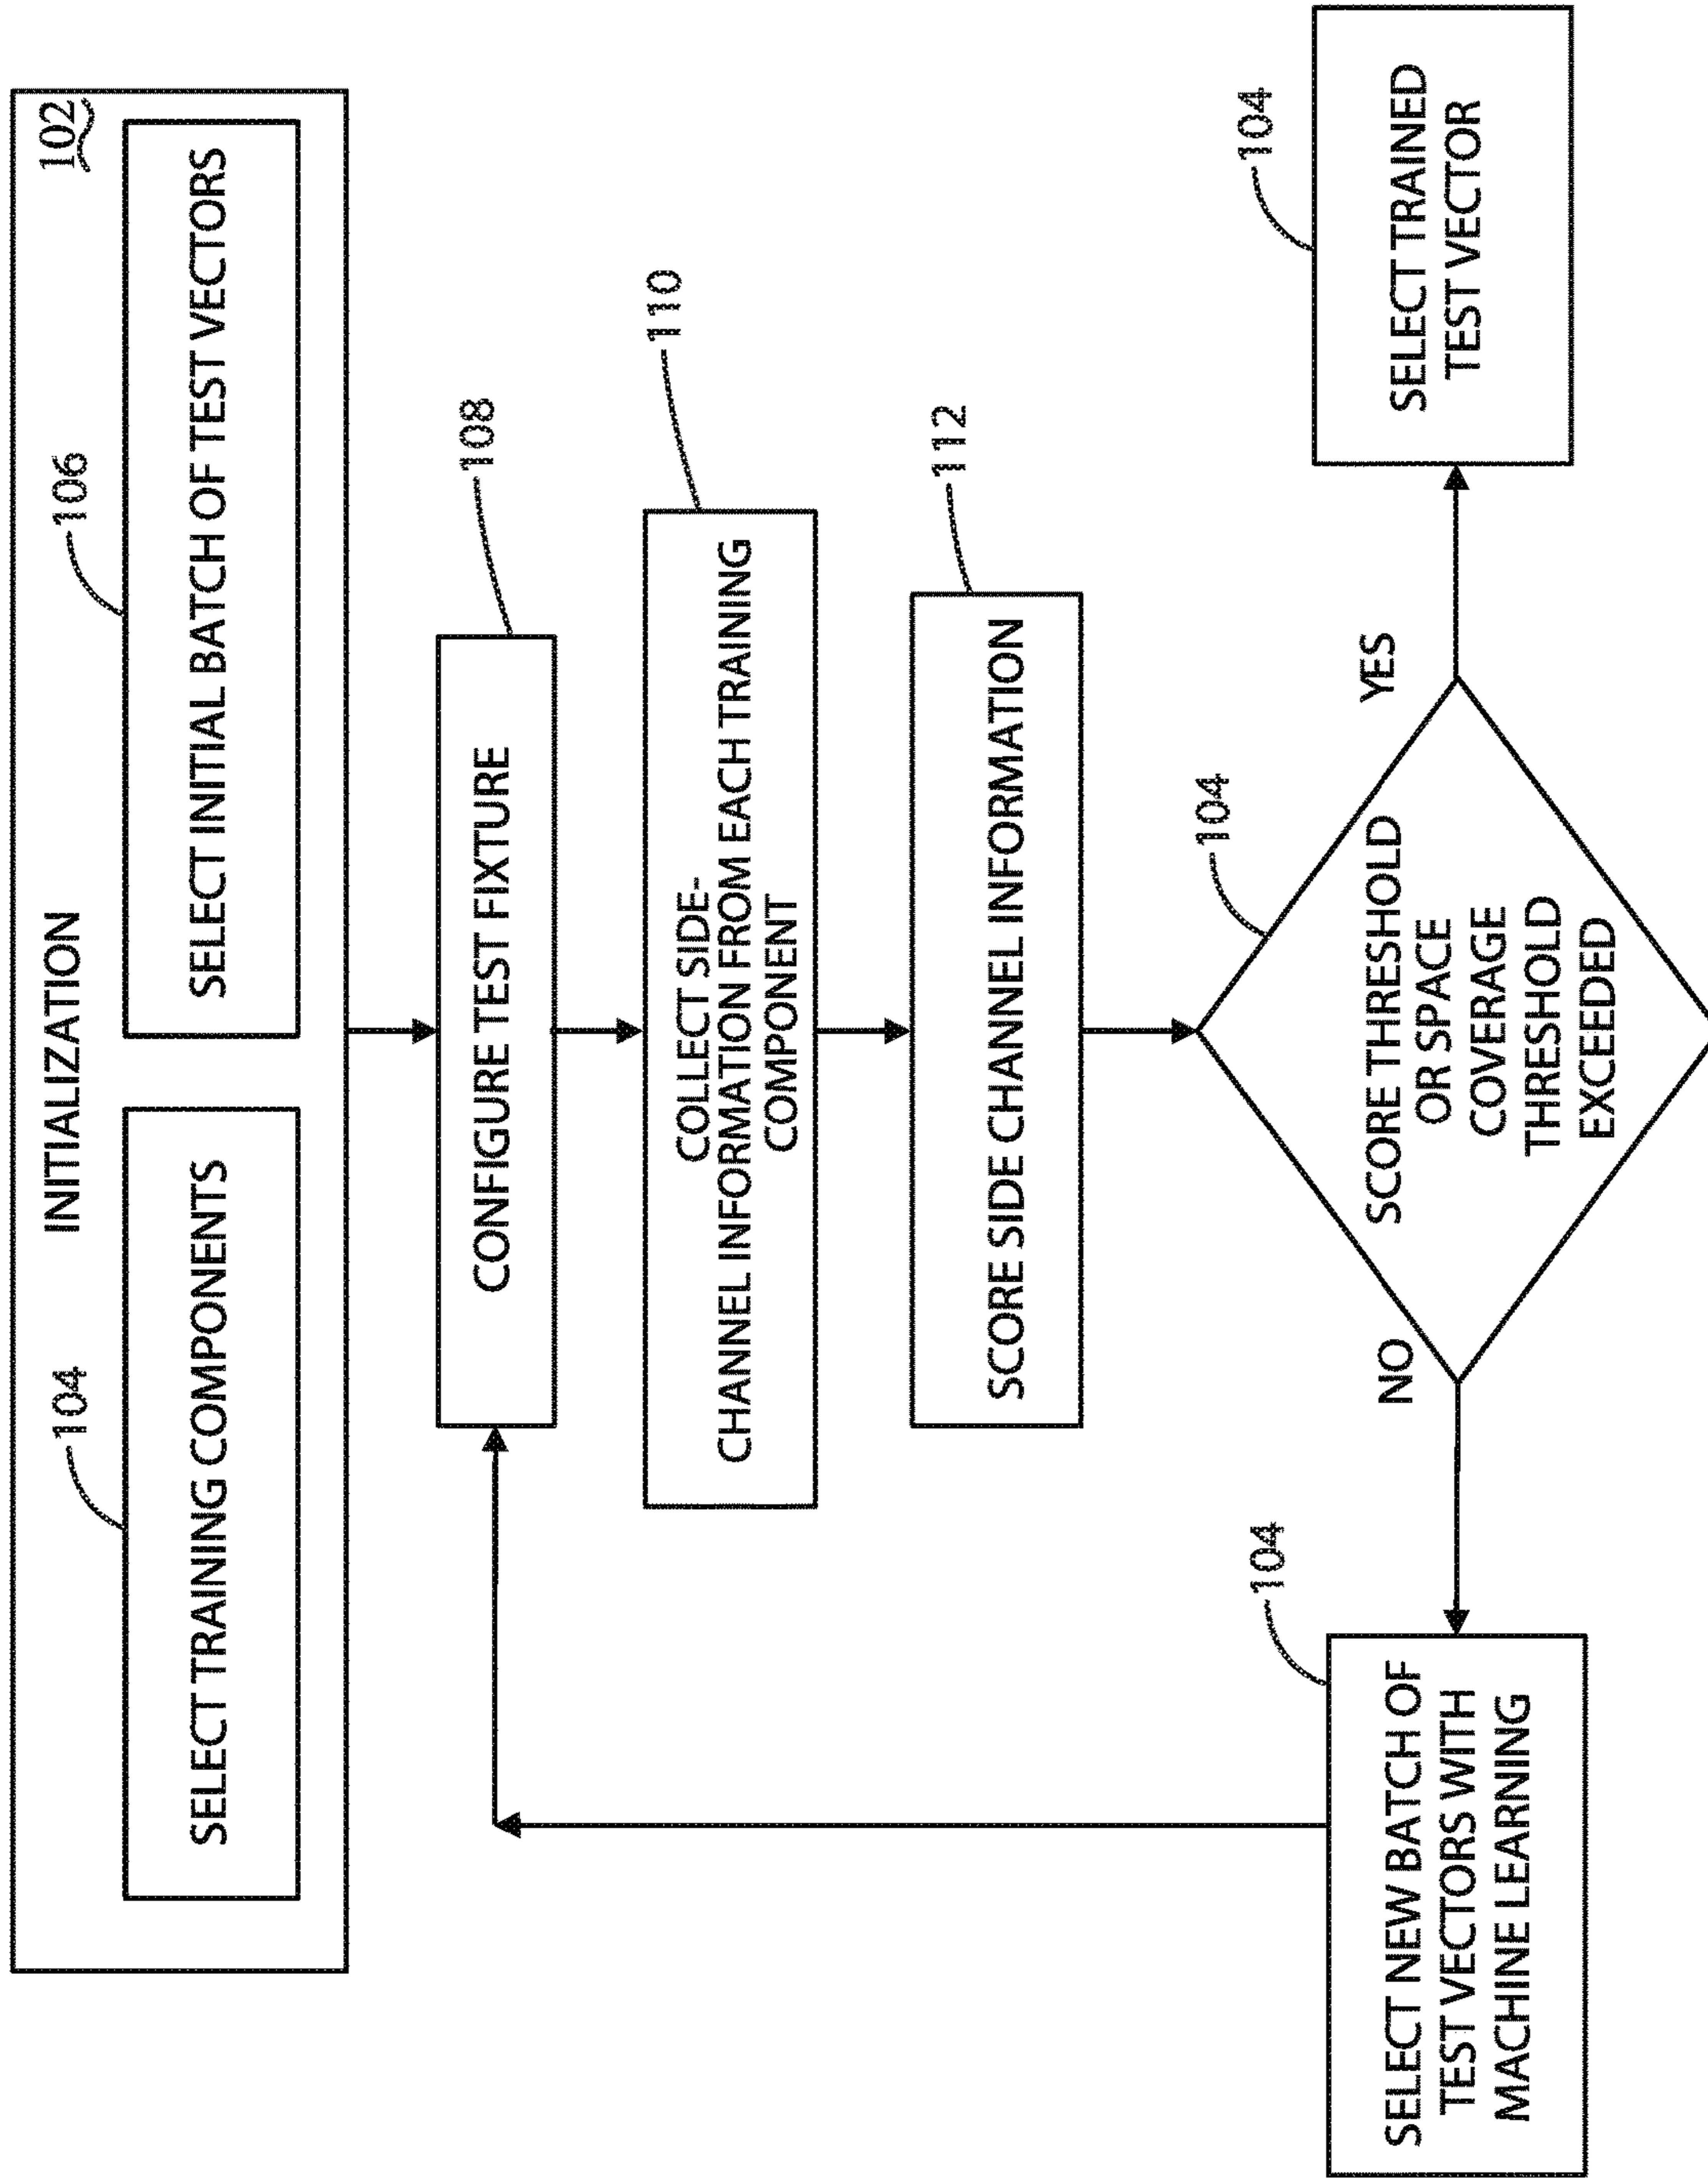 INITIALIZATION
102
104
SELECT TRAINING COMPONENTS
106
SELECT INITIAL BATCH OF TEST VECTORS
108
CONFIGURE TEST FIXTURE
110
COLLECT SIDE-
CHANNEL INFORMATION FROM EACH TRAINING
COMPONENT
112
SCORE SIDE CHANNEL INFORMATION
104
SCORE THRESHOLD
OR SPACE
COVERAGE
THRESHOLD
EXCEEDED
NO
YES
104
SELECT NEW BATCH OF
TEST VECTORS WITH
MACHINE LEARNING
104
SELECT TRAINED
TEST VECTOR